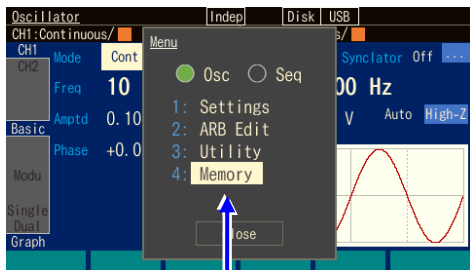 Oscillator Indep Disk USB
CH1:Continuous/ s/
CH1 Mode Cont Menu Synclator Off ...
CH2
Osc Seq
Freq 10 00 Hz
1: Settings
Basic Amptd 0.10 V Auto High-Z
2: ARB Edit
Phase +0.0 3: Utility
4: Memory
Modu
Single
Dual
Graph